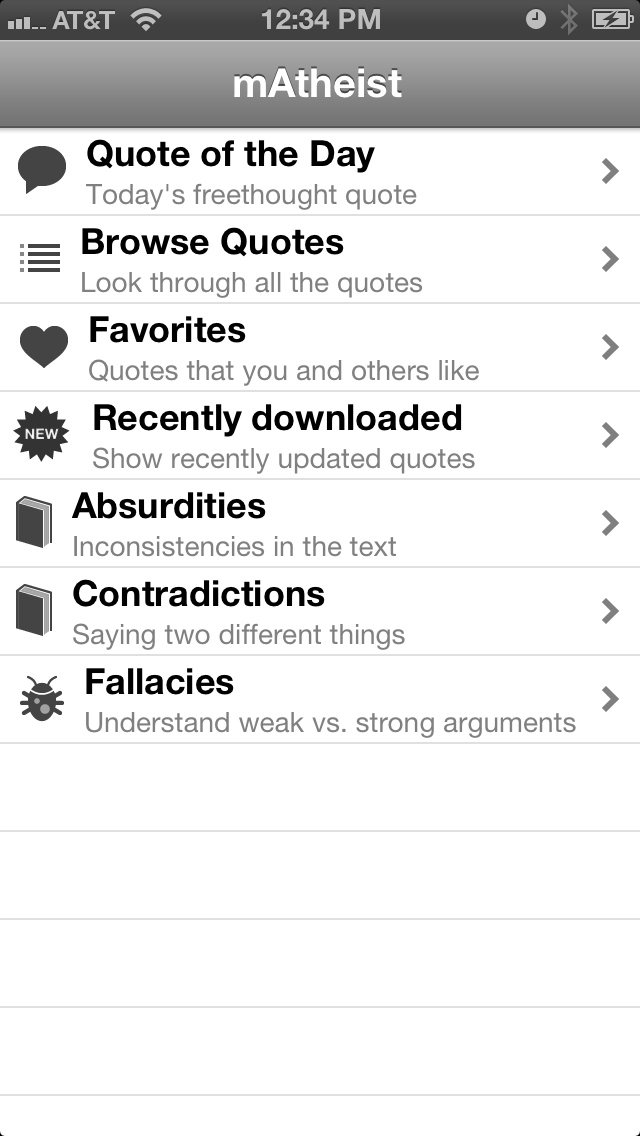 AT&T 12:34 PM
mAtheist
Quote of the Day
Today's freethought quote
Browse Quotes
Look through all the quotes
Favorites
Quotes that you and others like
NEW
Recently downloaded
Show recently updated quotes
Absurdities
Inconsistencies in the text
Contradictions
Saying two different things
Fallacies
Understand weak vs. strong arguments